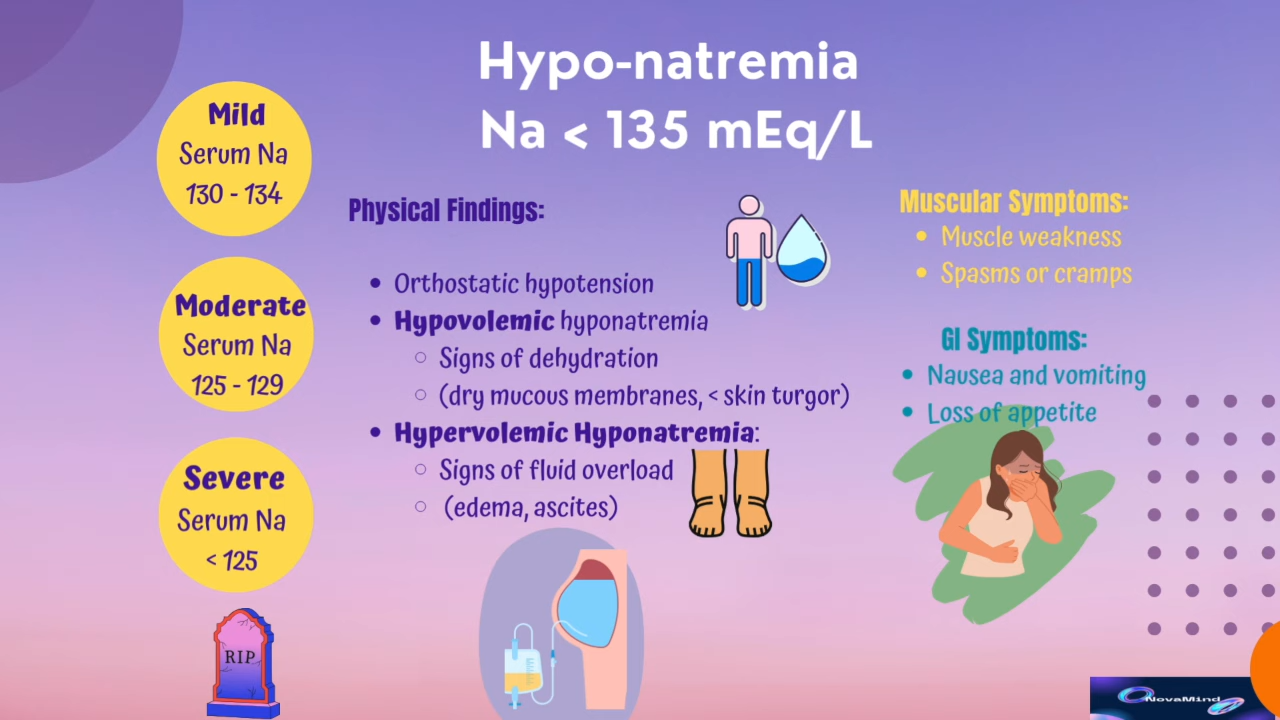 Hypo-natremia
Na < 135 mEq/L
Mild
Serum Na
130 - 134
Moderate
Serum Na
125 - 129
Severe
Serum Na
< 125
RIP
Physical Findings:
Orthostatic hypotension
Hypovolemic hyponatremia
Signs of dehydration
(dry mucous membranes, < skin turgor)
Hypervolemic Hyponatremia:
Signs of fluid overload
(edema, ascites)
Muscular Symptoms:
Muscle weakness
Spasms or cramps
GI Symptoms:
Nausea and vomiting
Loss of appetite
NovaMind